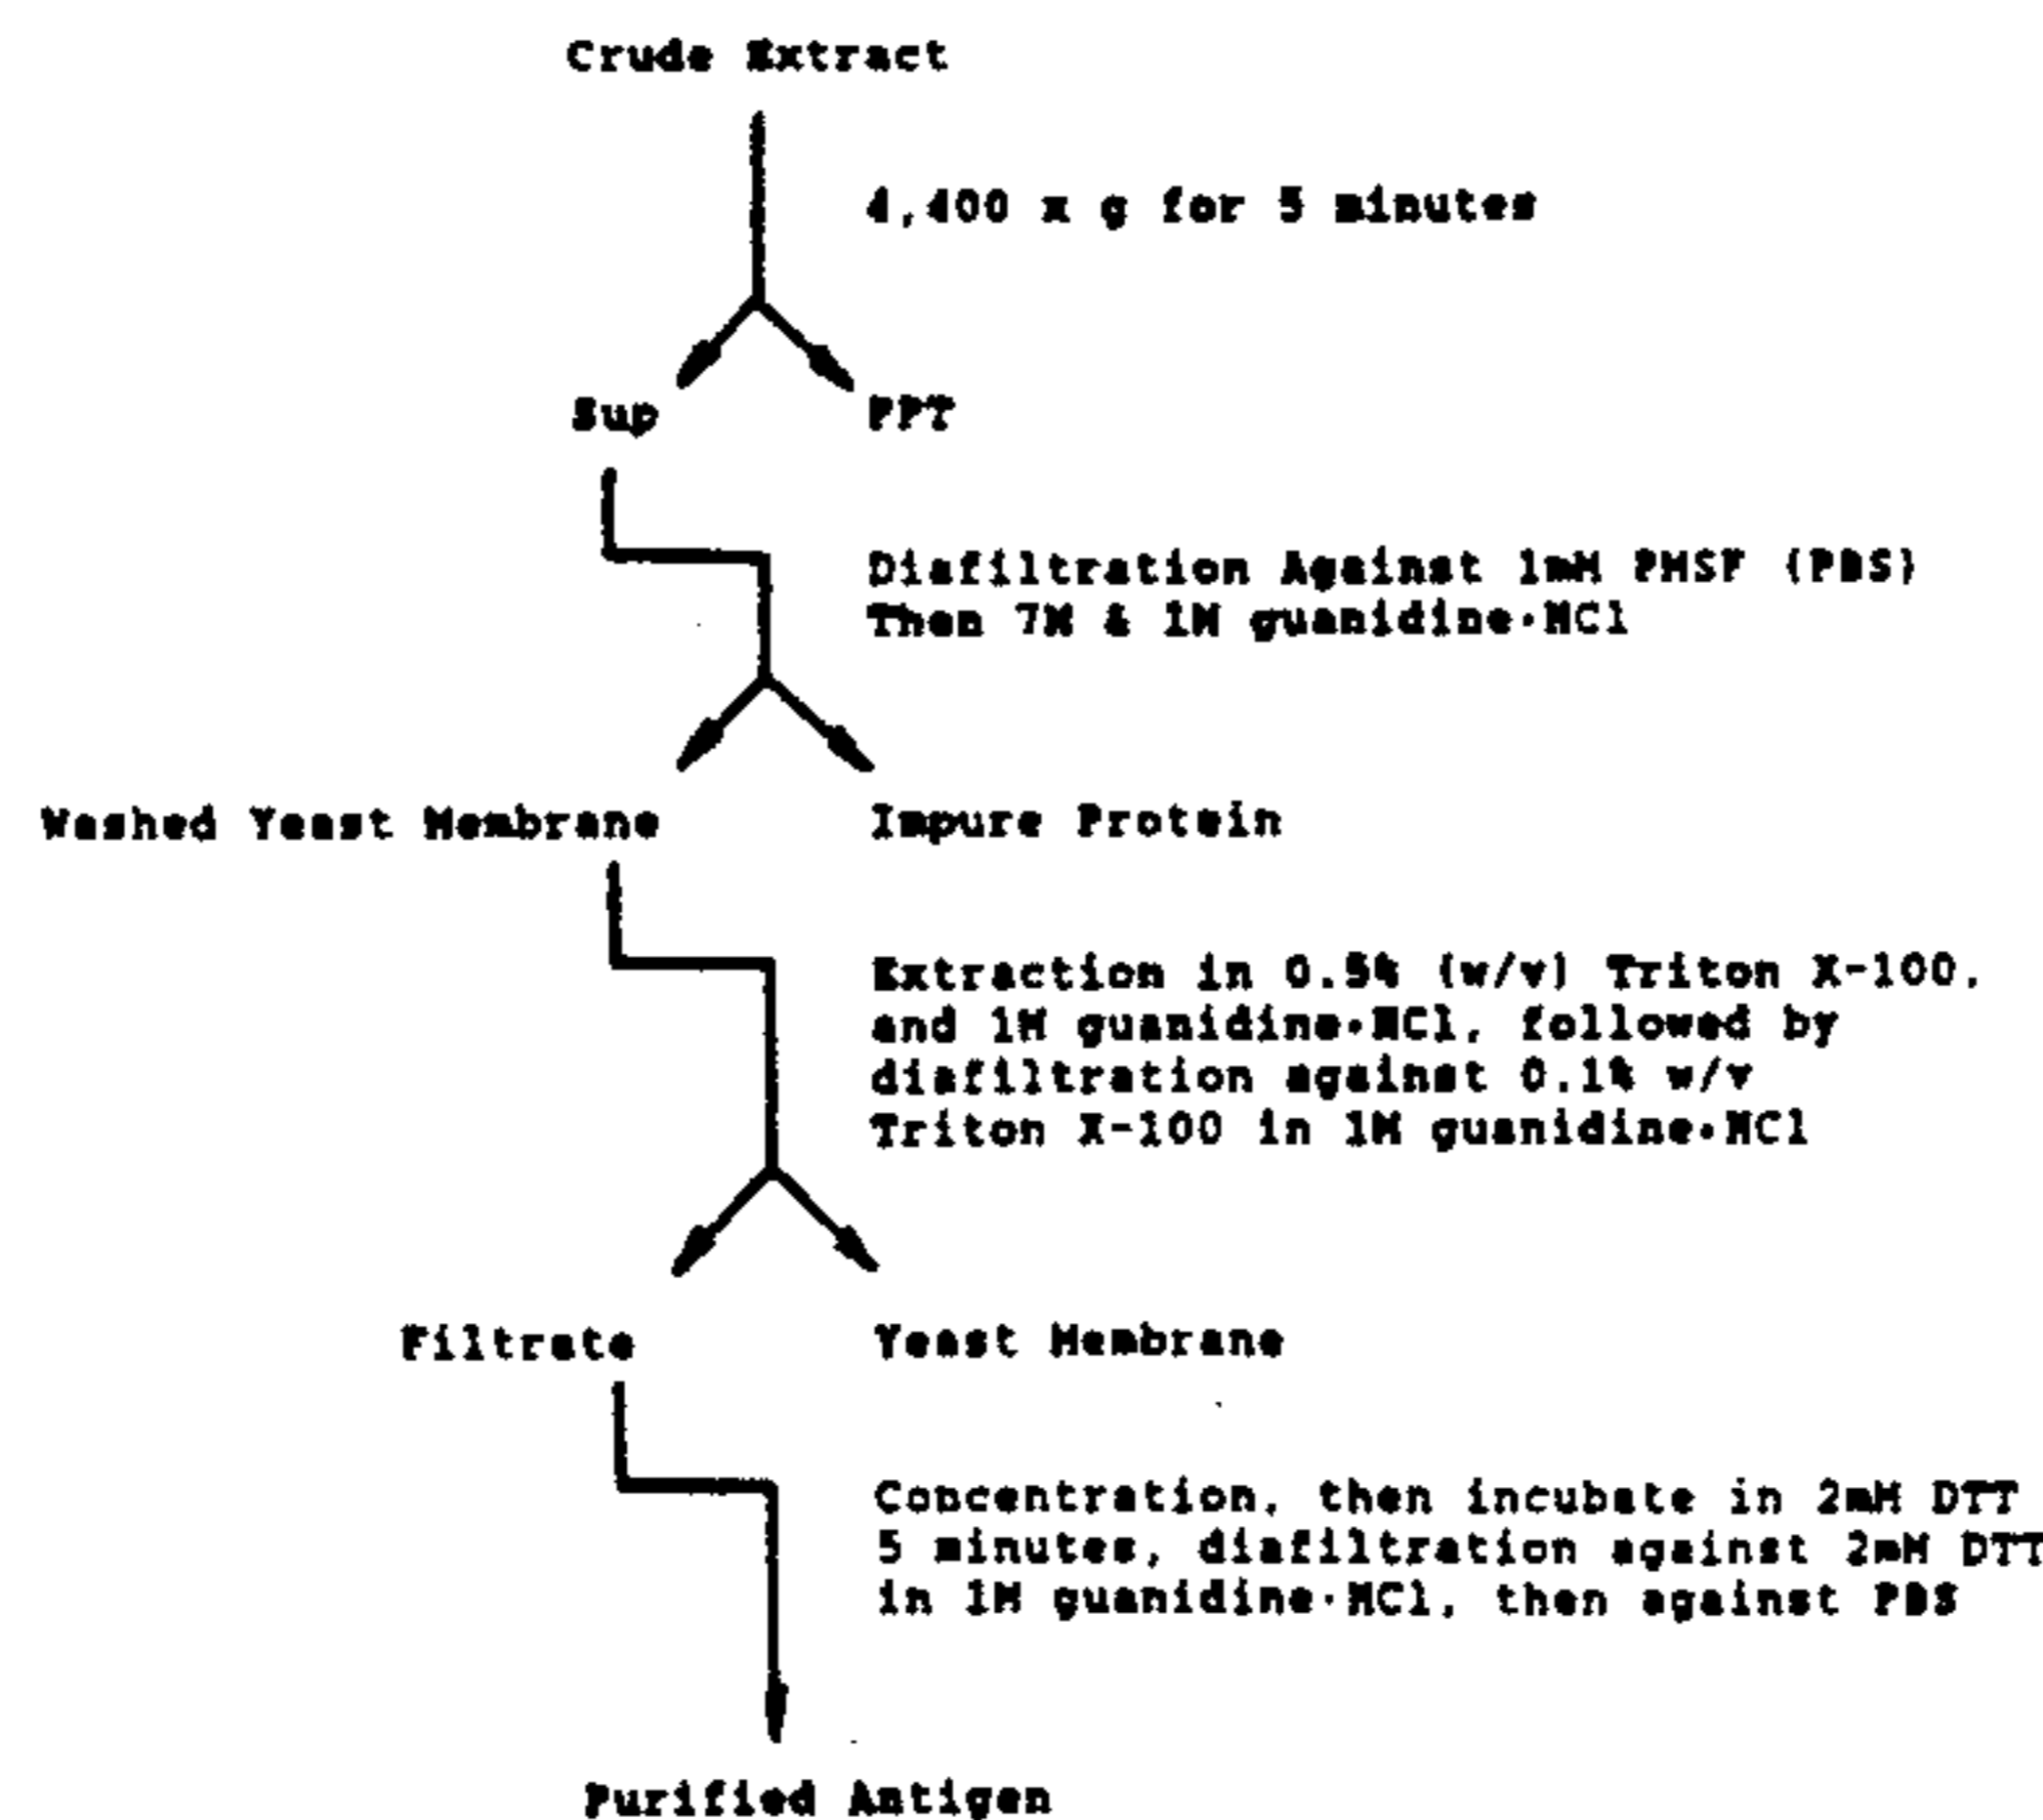 Crude Extract
4,400 x g for 5 minutes
Sup PPT
Diafiltration Against 1mM PMSF (PBS)
Then 7M & 1M guanidine·HCl
Washed Yeast Membrane Impure Protein
Extraction in 0.5% (w/v) Triton X-100,
and 1M guanidine·HCl, followed by
diafiltration against 0.1% w/v
Triton X-100 in 1M guanidine·HCl
Filtrate Yeast Membrane
Concentration, then incubate in 2mM DTT
5 minutes, diafiltration against 2mM DTT
in 1M guanidine·HCl, then against PBS
Purified Antigen